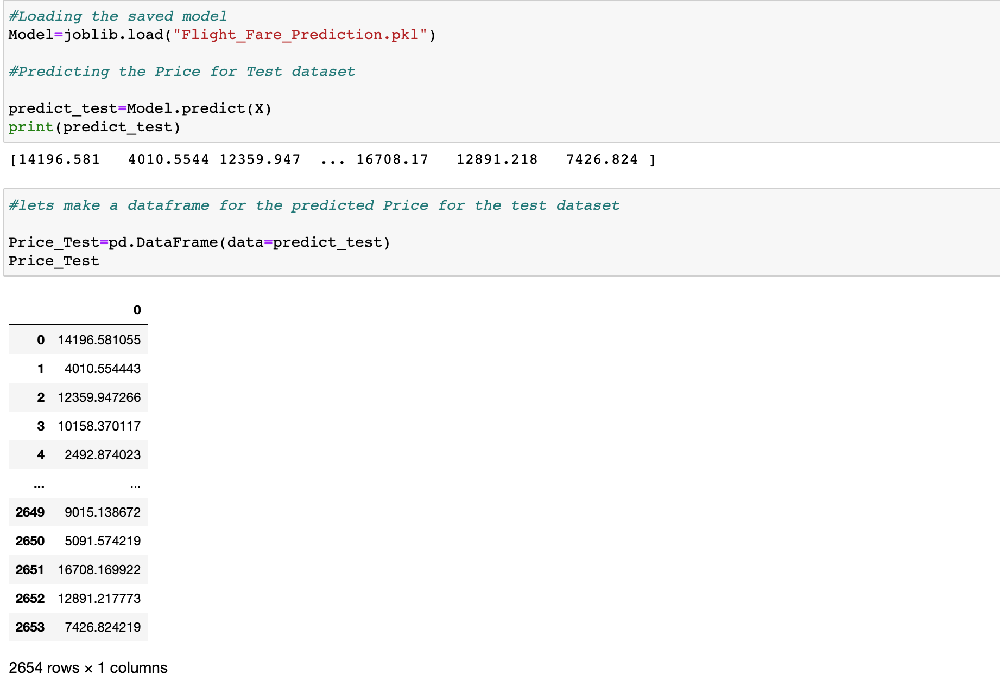 #Loading the saved model
Model=joblib.load("Flight_Fare_Prediction.pkl")
#Predicting the Price for Test dataset
predict_test=Model.predict(X)
print(predict_test)
[14196.581   4010.5544 12359.947  ... 16708.17   12891.218   7426.824 ]
#lets make a dataframe for the predicted Price for the test dataset
Price_Test=pd.DataFrame(data=predict_test)
Price_Test
0
0 14196.581055
1 4010.554443
2 12359.947266
3 10158.370117
4 2492.874023
... ...
2649 9015.138672
2650 5091.574219
2651 16708.169922
2652 12891.217773
2653 7426.824219
2654 rows × 1 columns